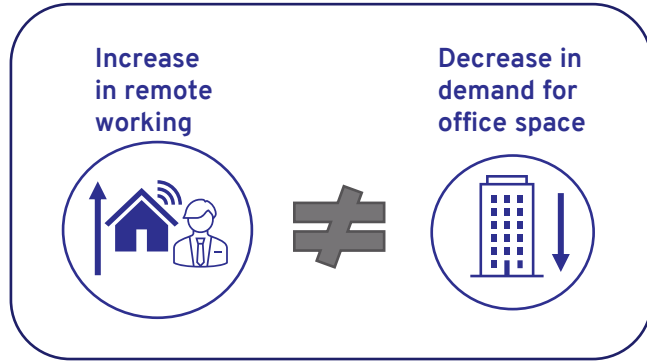 Increase
in remote
working
Decrease in
demand for
office space
≠